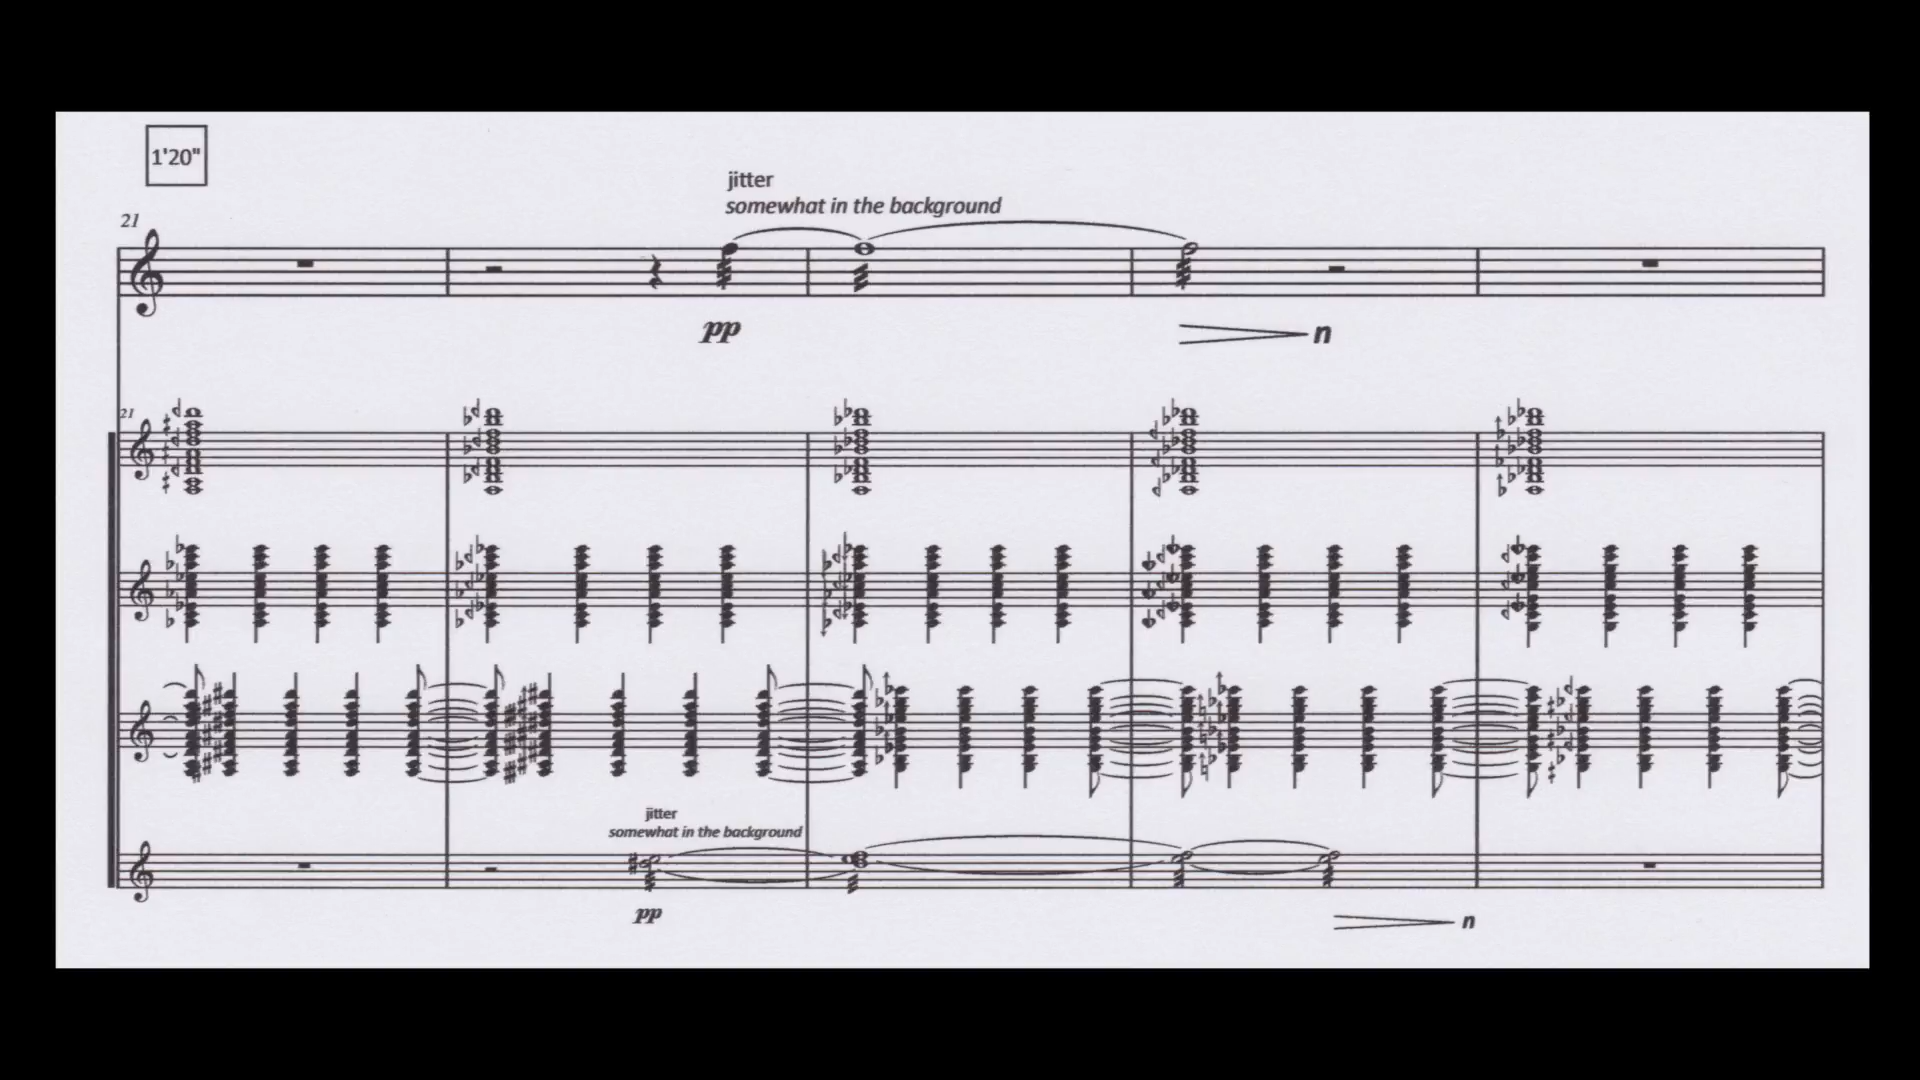 1'20"
jitter
somewhat in the background
21
pp
n
21
jitter
somewhat in the background
pp
n